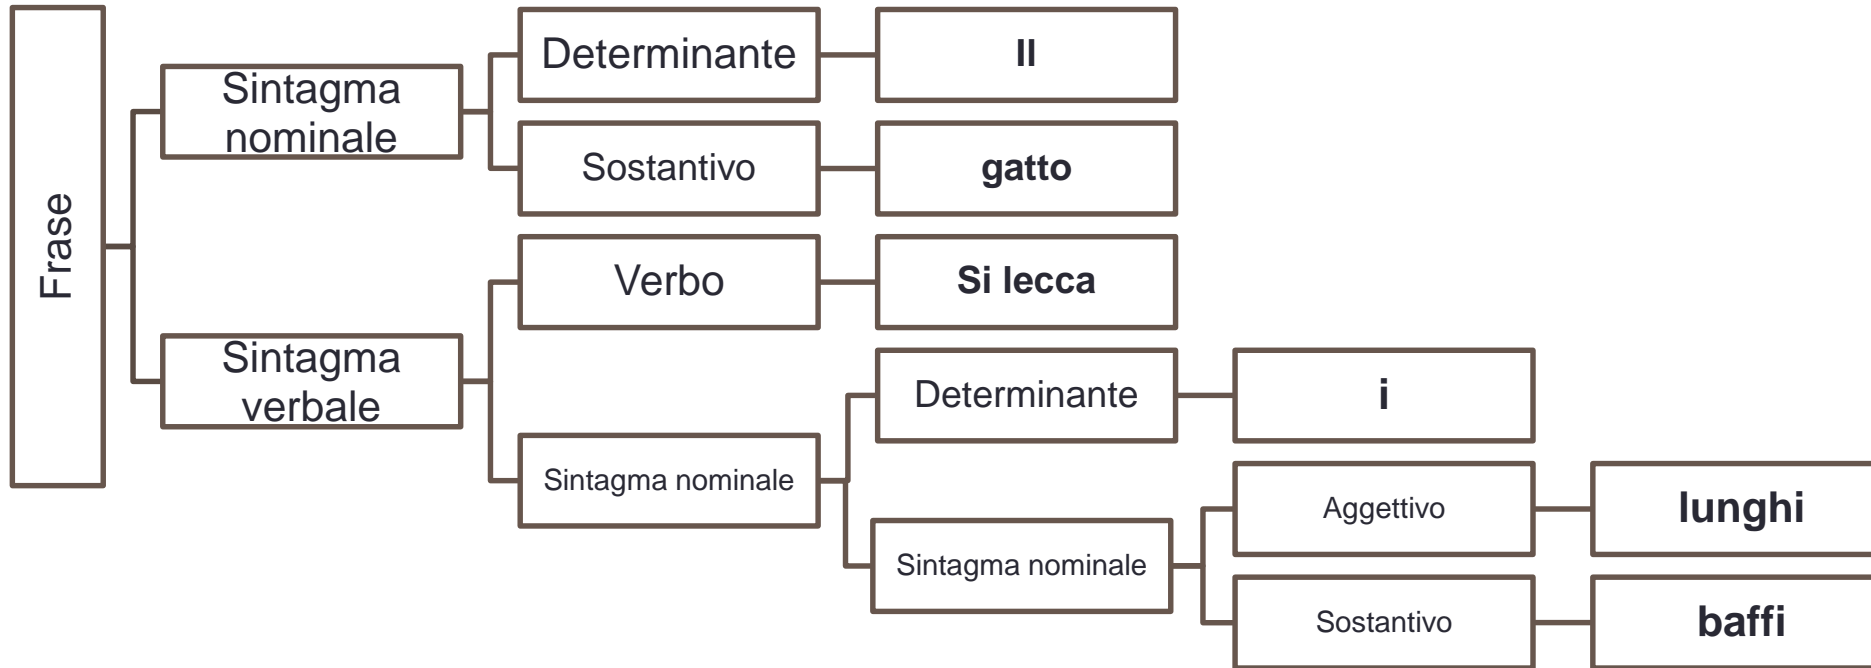 Frase
Sintagma
nominale
Determinante
Il
Sostantivo
gatto
Sintagma
verbale
Verbo
Si lecca
Sintagma nominale
Determinante
i
Sintagma nominale
Aggettivo
lunghi
Sostantivo
baffi